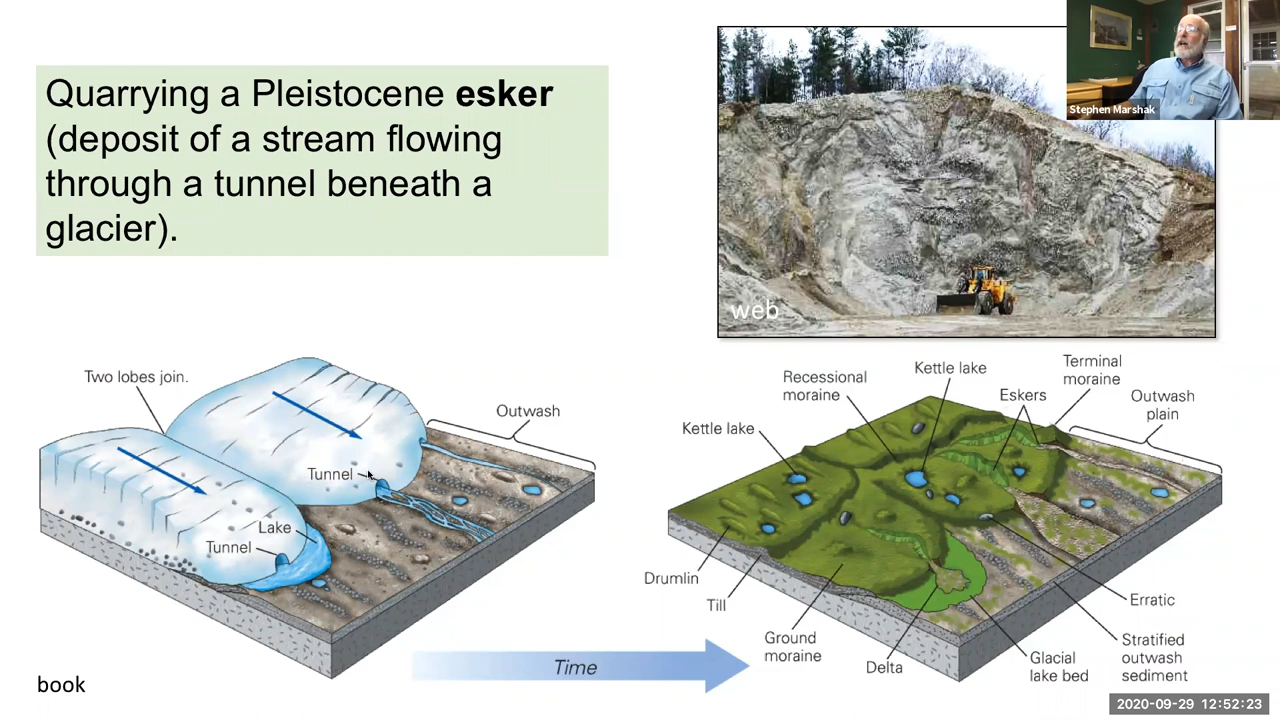 Quarrying a Pleistocene esker
(deposit of a stream flowing
through a tunnel beneath a
glacier).
web
Stephen Marshak
Two lobes join.
Outwash
Tunnel
Lake
Tunnel
Recessional
moraine
Kettle lake
Terminal
moraine
Eskers
Outwash
plain
Kettle lake
Drumlin
Till
Ground
moraine
Delta
Glacial
lake bed
Erratic
Stratified
outwash
sediment
Time
book
2020-09-29 12:52:23